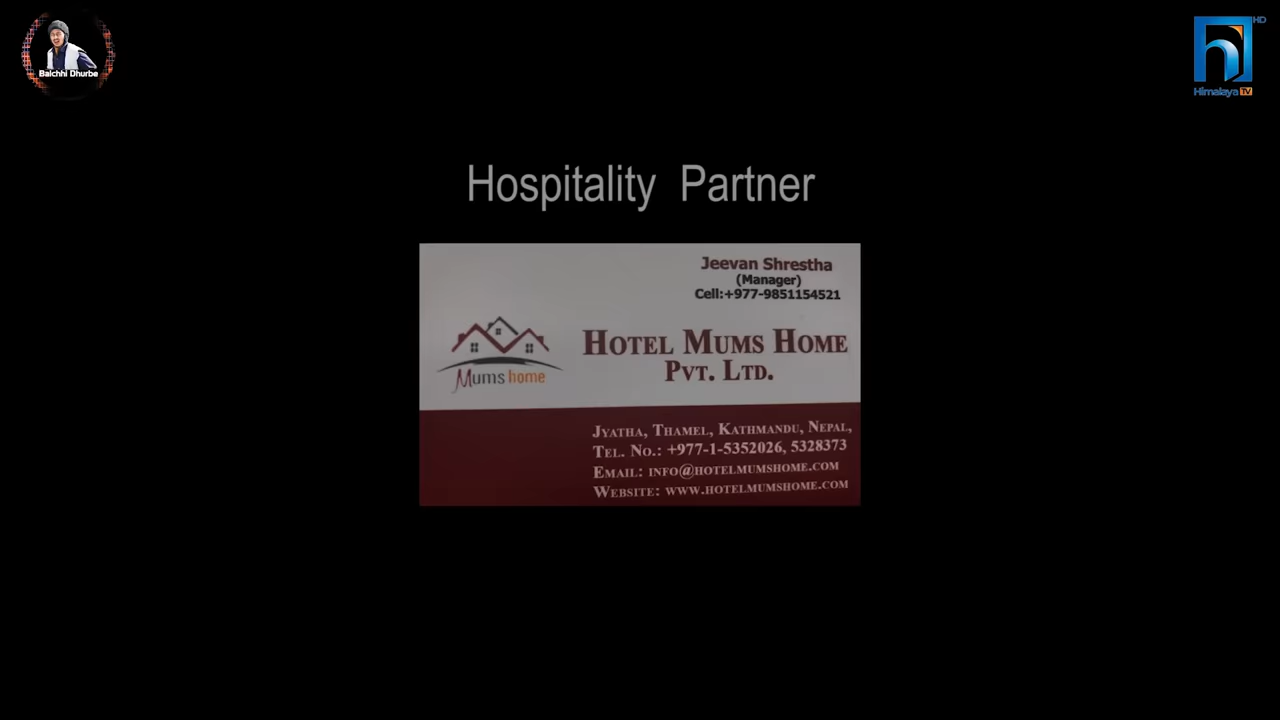 Baichhi Dhurbe
HD
Himalaya TV
Hospitality Partner
Jeevan Shrestha
(Manager)
Cell:+977-9851154521
HOTEL MUMS HOME
PVT. LTD.
Mums home
JYATHA, THAMEL, KATHMANDU, NEPAL,
TEL. NO.: +977-1-5352026, 5328373
EMAIL: INFO@HOTELMUMSHOME.COM
WEBSITE: WWW.HOTELMUMSHOME.COM